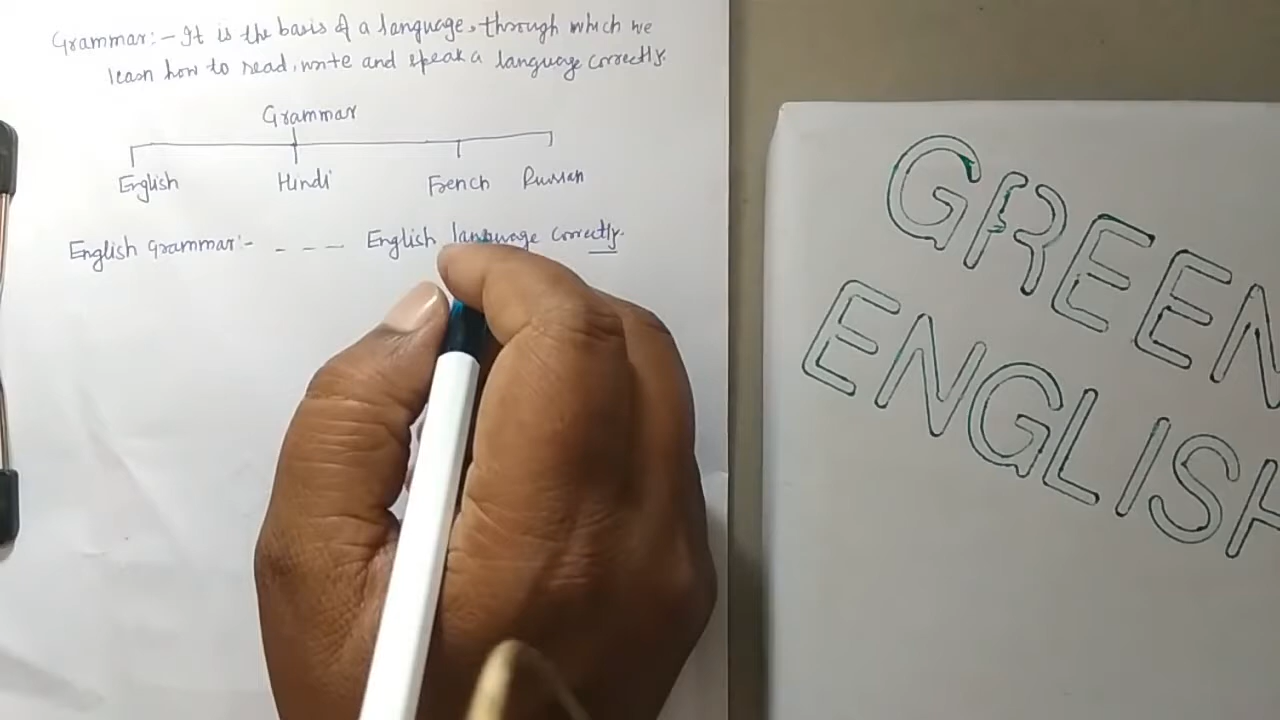 Grammar:- It is the basis of a language, through which we
learn how to read, write and speak a language correctly.
Grammar
English Hindi French Russian
English Grammar:- - - - English language correctly.
GREEN
ENGLISH